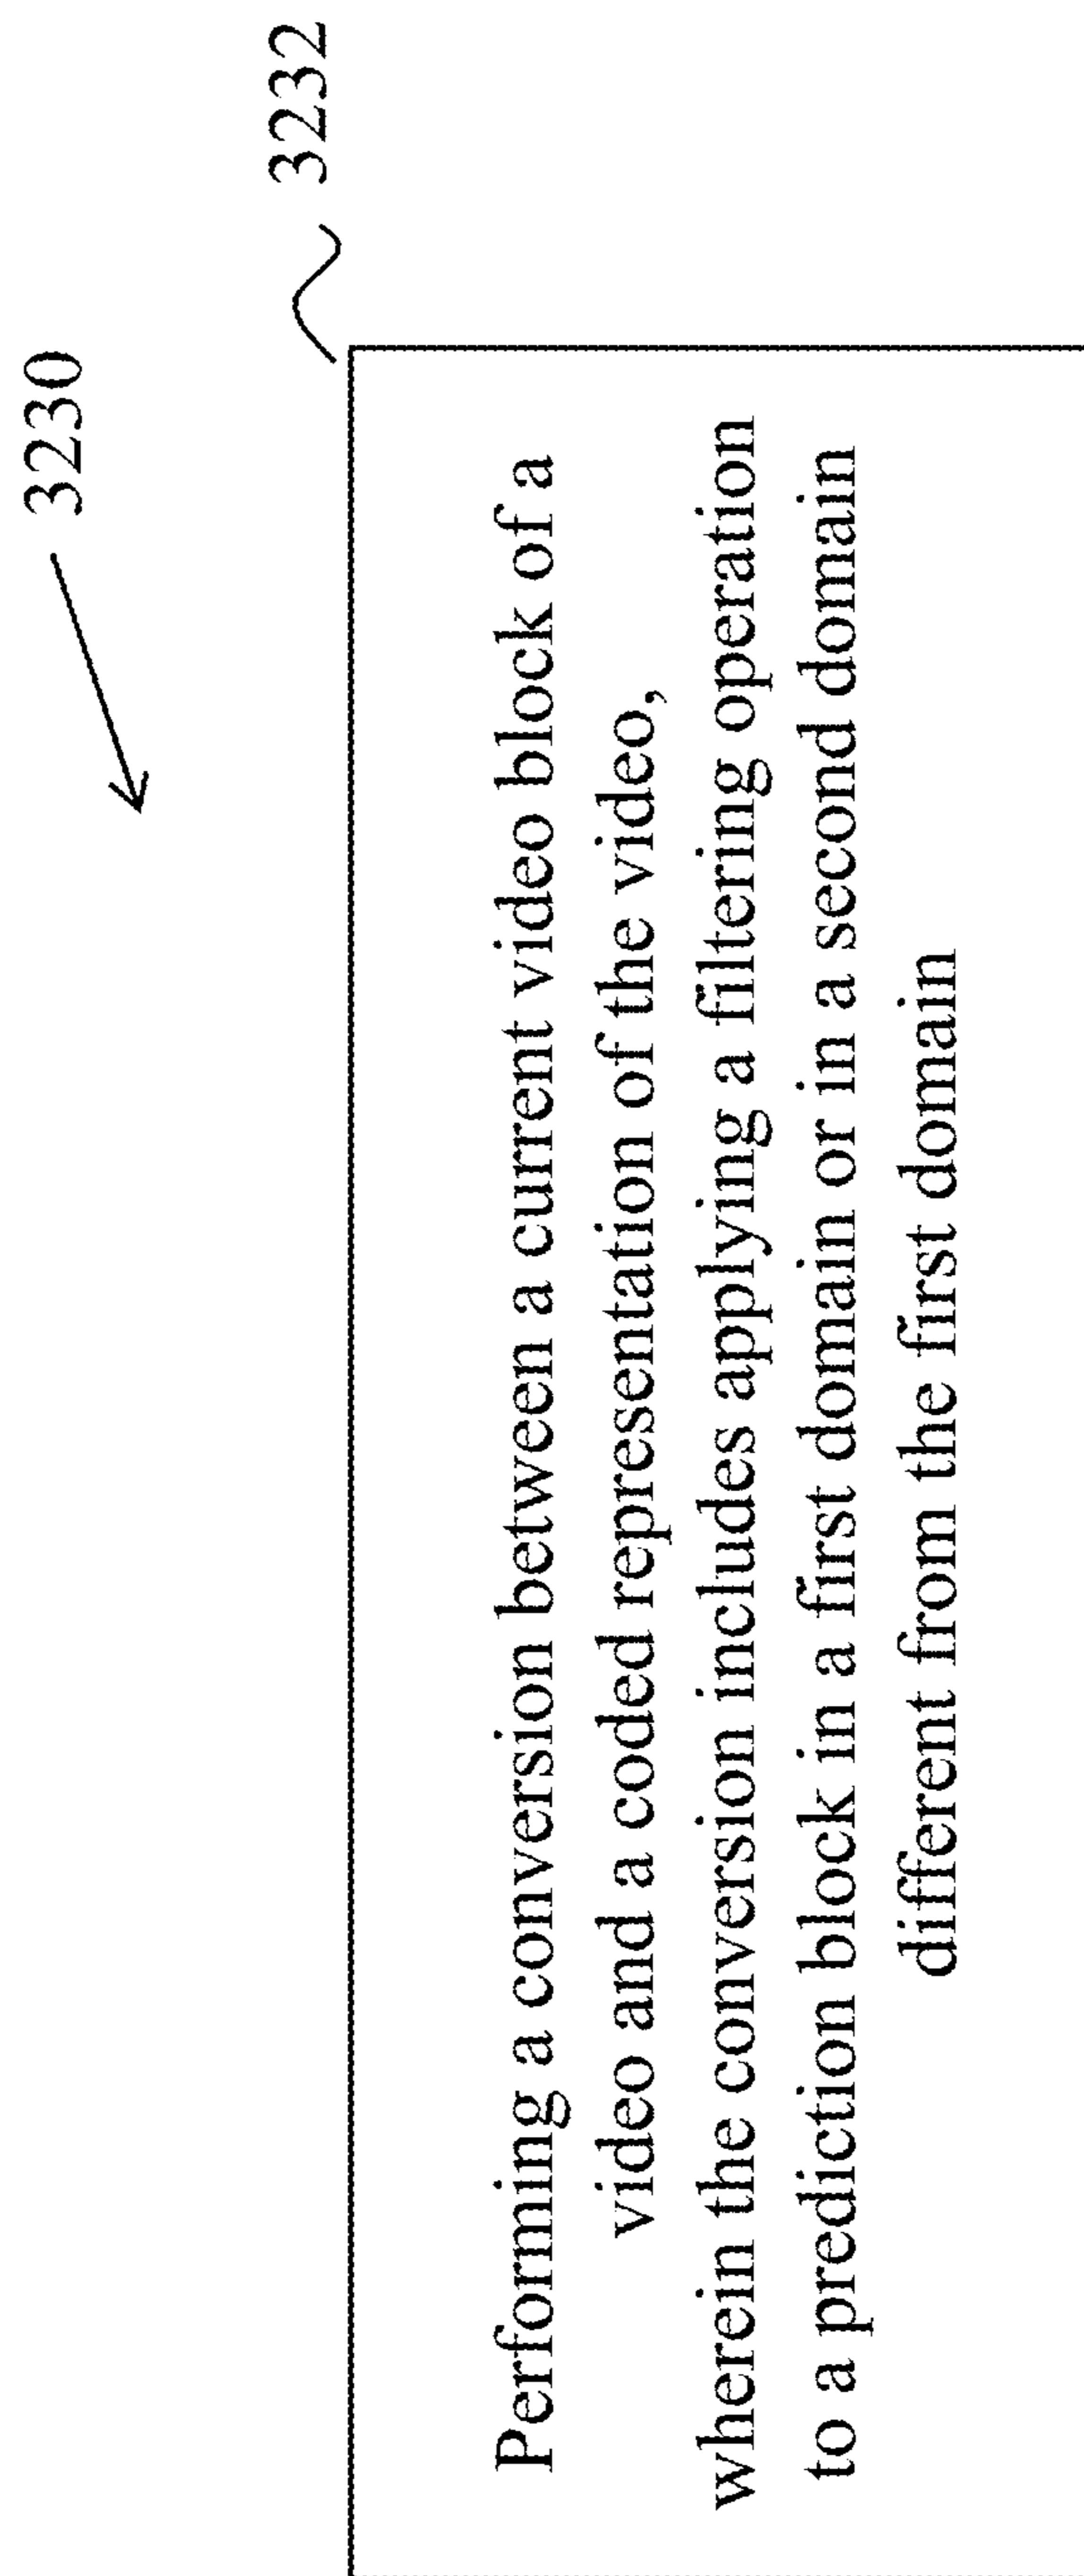 3230
3232
Performing a conversion between a current video block of a
video and a coded representation of the video,
wherein the conversion includes applying a filtering operation
to a prediction block in a first domain or in a second domain
different from the first domain